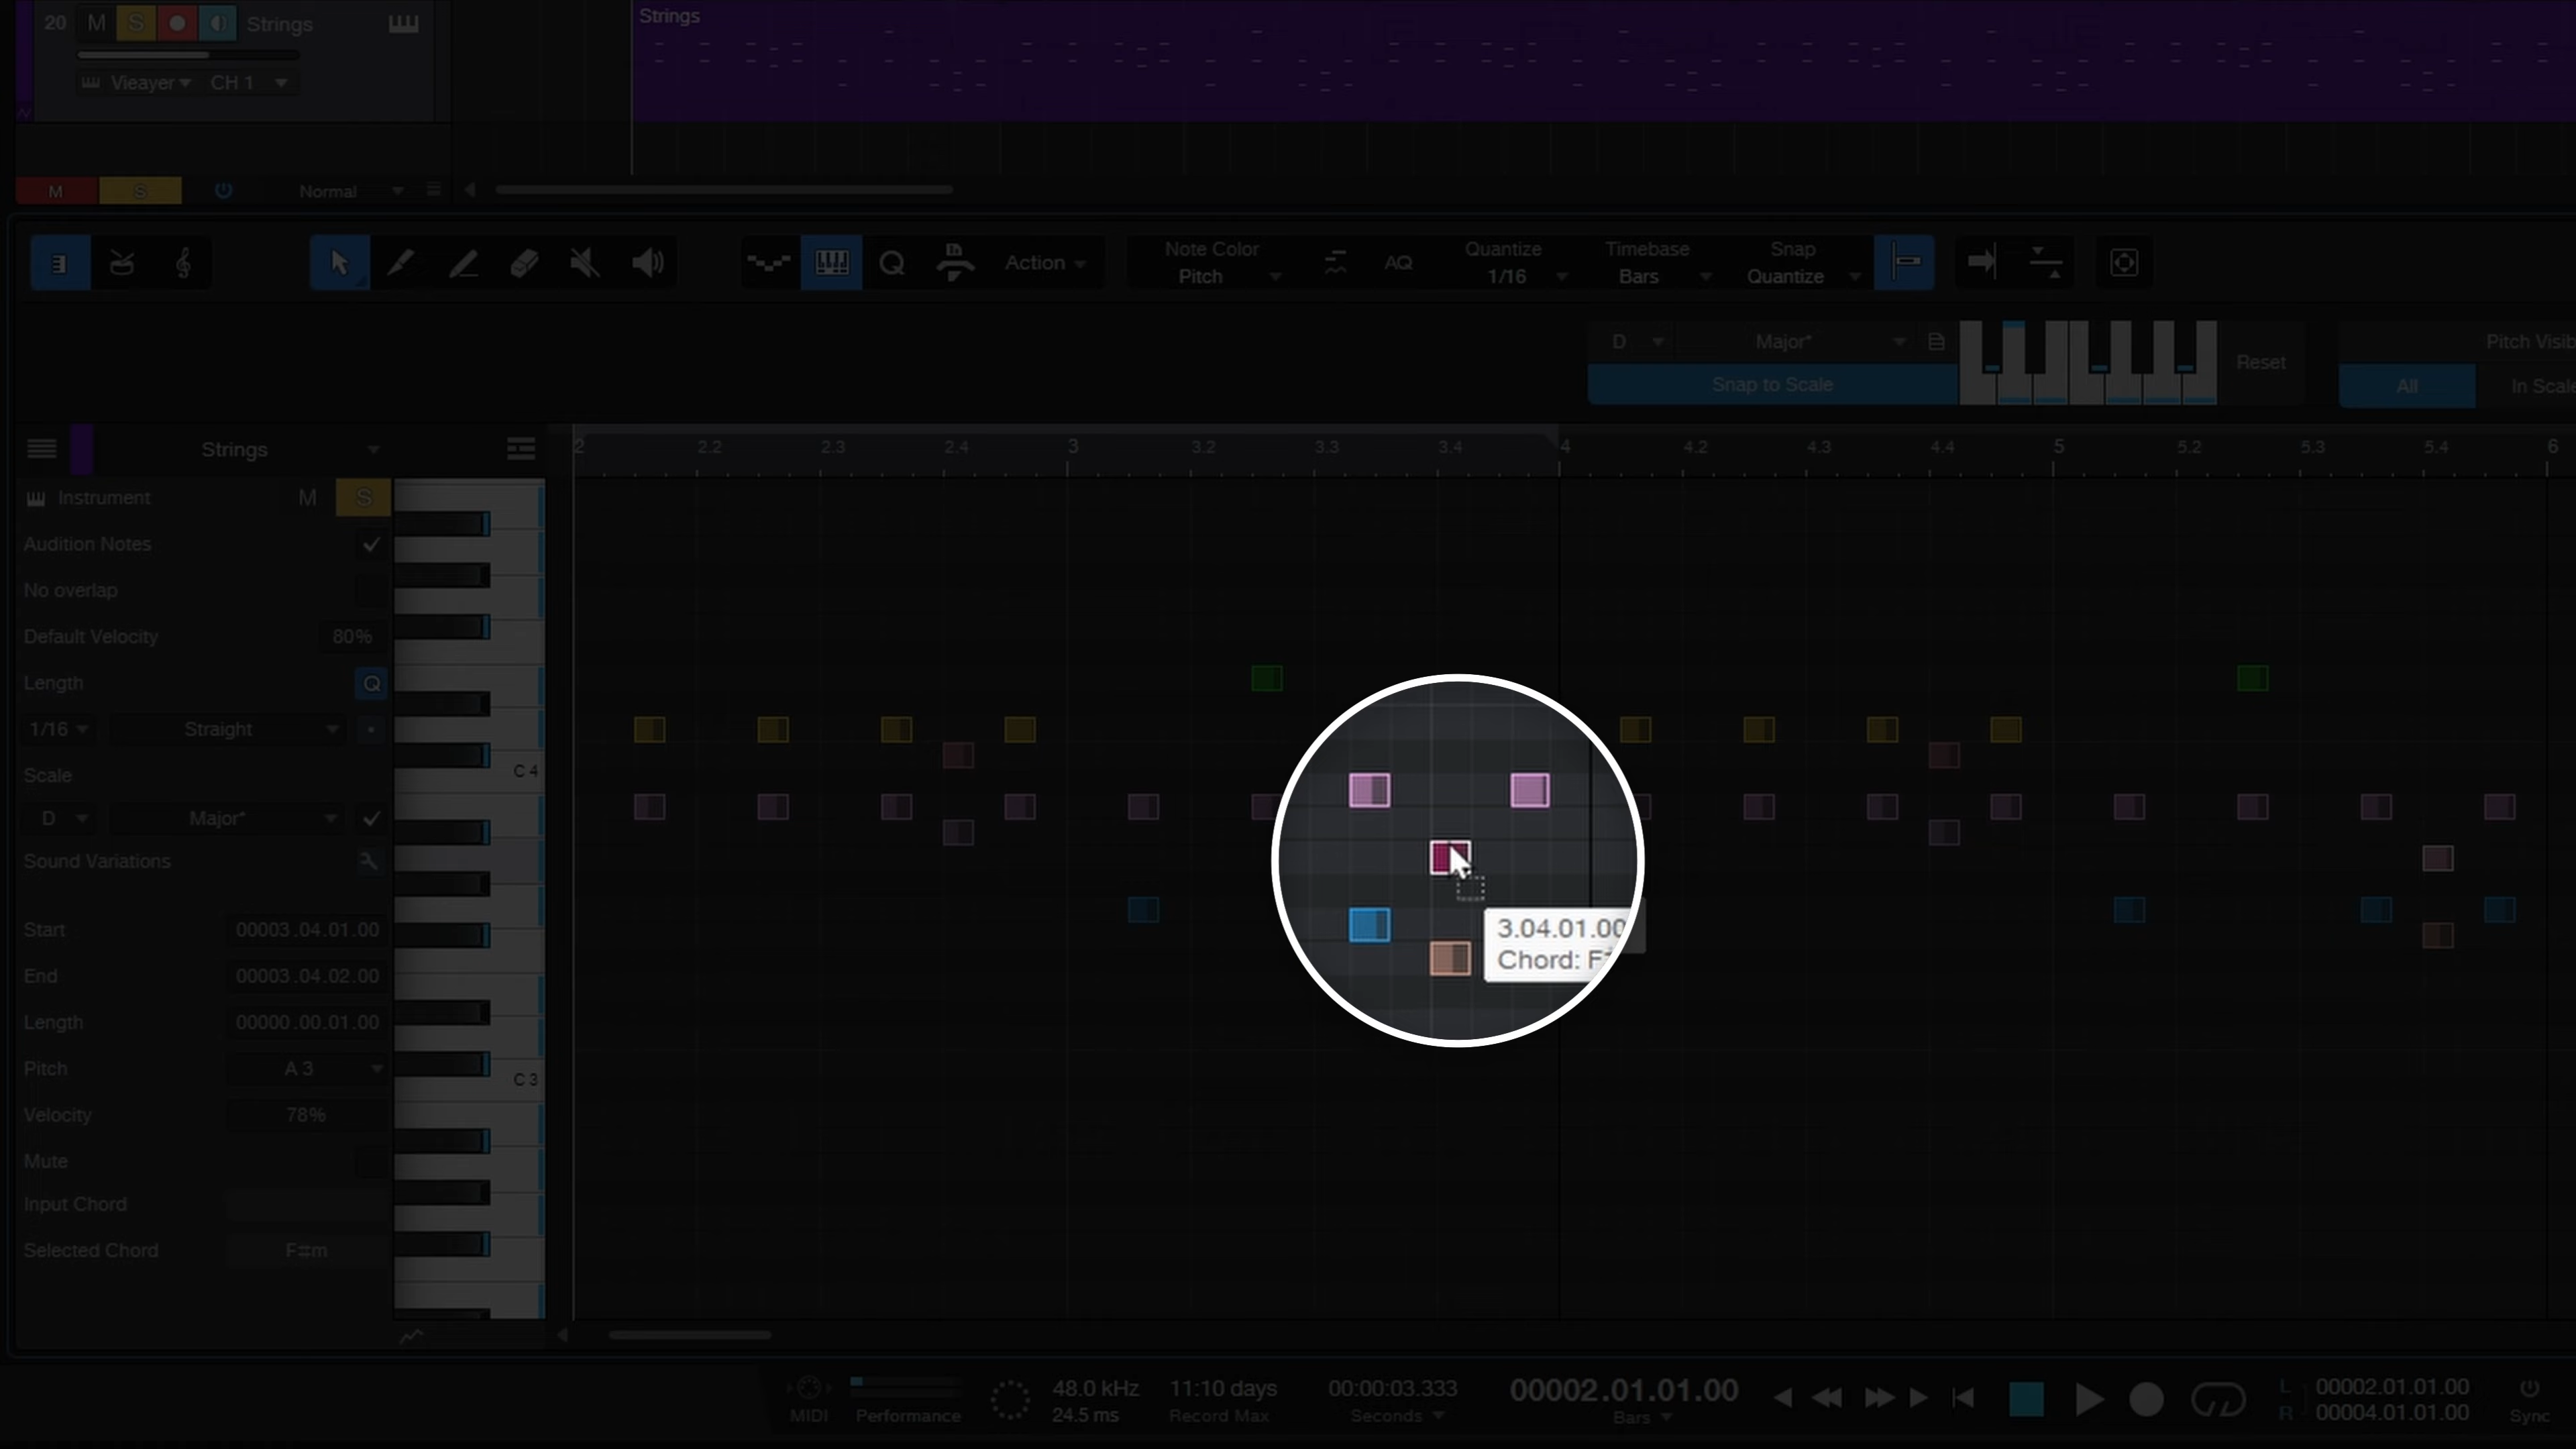 20 M S Strings
Strings
Vieayer CH 1
M S Normal
Action
Note Color
Pitch
AQ
Quantize
1/16
Timebase
Bars
Snap
Quantize
D Major*
Snap to Scale
Reset
All
Strings
2 2.2 2.3 2.4 3 3.2 3.3 3.4 4 4.2 4.3 4.4 5 5.2 5.3 5.4 6
Instrument M S
Audition Notes
No overlap
Default Velocity 80%
Length Q
1/16 Straight
Scale
C 4
D Major*
Sound Variations
Start 00003.04.01.00
3.04.01.00
Chord:
End 00003.04.02.00
Length 00000.00.01.00
Pitch A 3
C 3
Velocity 78%
Mute
Input Chord
Selected Chord F#m
MIDI
Performance
48.0 kHz
24.5 ms
11:10 days
Record Max
00:00:03.333
Seconds
00002.01.01.00
Bars
L 00002.01.01.00
R 00004.01.01.00
Sync